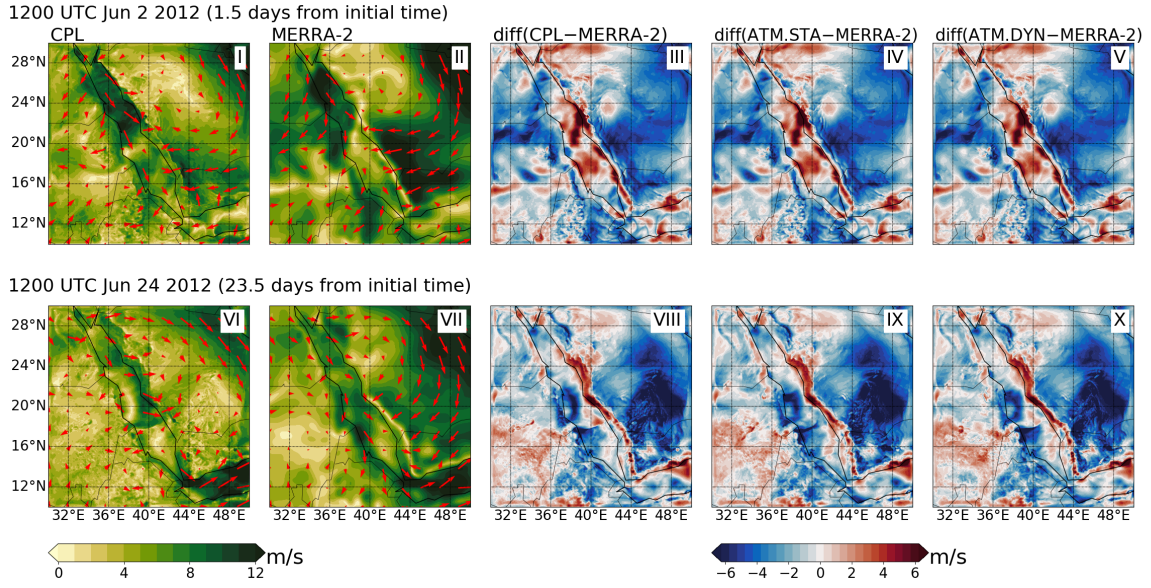 1200 UTC Jun 2 2012 (1.5 days from initial time)
CPL MERRA-2 diff(CPL−MERRA-2) diff(ATM.STA−MERRA-2) diff(ATM.DYN−MERRA-2)
I II III IV V
28°N
24°N
20°N
16°N
12°N
1200 UTC Jun 24 2012 (23.5 days from initial time)
VI VII VIII IX X
28°N
24°N
20°N
16°N
12°N
32°E 36°E 40°E 44°E 48°E 32°E 36°E 40°E 44°E 48°E 32°E 36°E 40°E 44°E 48°E 32°E 36°E 40°E 44°E 48°E 32°E 36°E 40°E 44°E 48°E
m/s m/s
0 4 8 12 −6 −4 −2 0 2 4 6